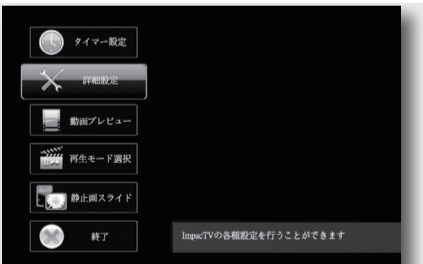 タイマー設定
詳細設定
動画プレビュー
再生モード選択
静止画スライド
終了
ImpacTVの各種設定を行うことができます